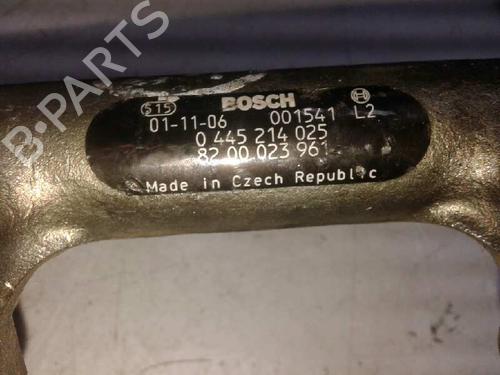 B-PARTS
515 BOSCH
01-11-06 001541 L2
0 445 214 025
82 00 023 961
Made in Czech Republic